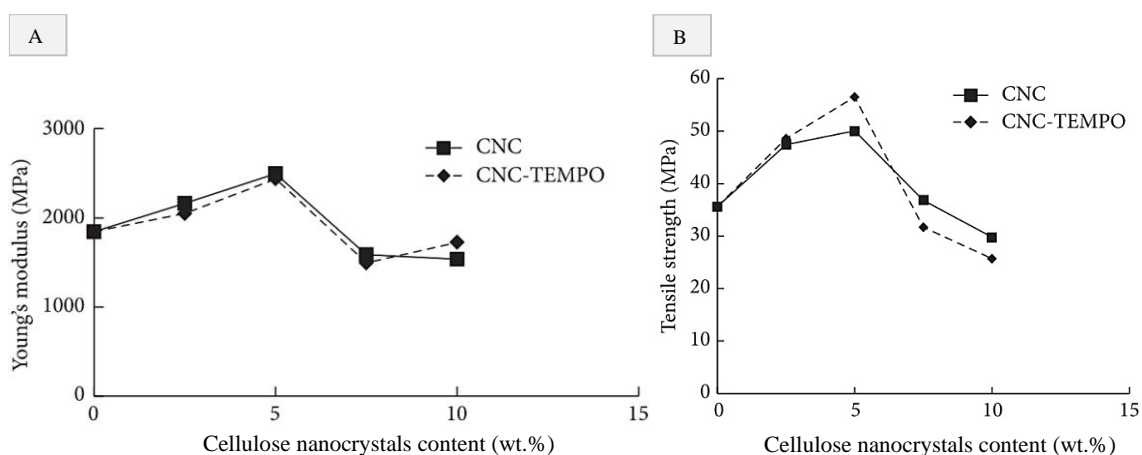 A
Young's modulus (MPa)
3000
2000
1000
0
0
5
10
15
CNC
CNC-TEMPO
Cellulose nanocrystals content (wt.%)
B
Tensile strength (MPa)
60
50
40
30
20
10
0
0
5
10
15
CNC
CNC-TEMPO
Cellulose nanocrystals content (wt.%)